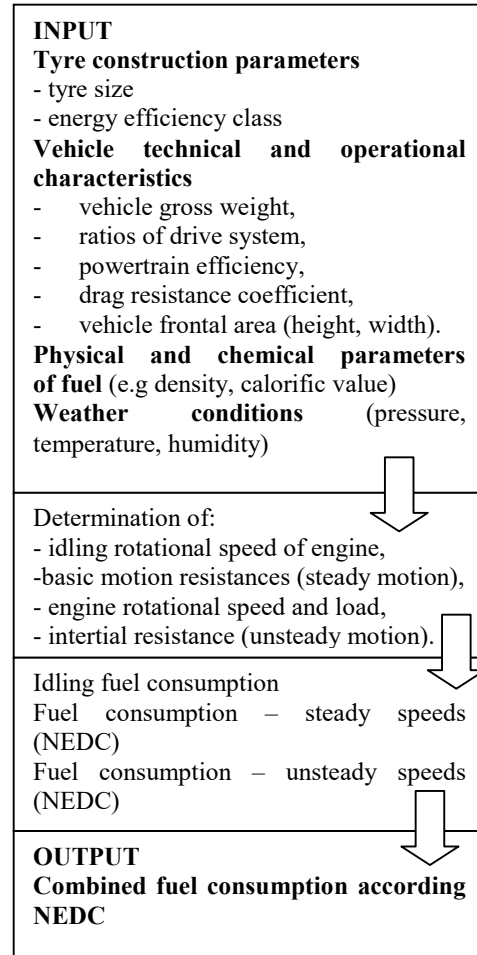 INPUT
Tyre construction parameters
- tyre size
- energy efficiency class
Vehicle technical and operational
characteristics
- vehicle gross weight,
- ratios of drive system,
- powertrain efficiency,
- drag resistance coefficient,
- vehicle frontal area (height, width).
Physical and chemical parameters
of fuel (e.g density, calorific value)
Weather conditions (pressure,
temperature, humidity)
Determination of:
- idling rotational speed of engine,
-basic motion resistances (steady motion),
- engine rotational speed and load,
- intertial resistance (unsteady motion).
Idling fuel consumption
Fuel consumption – steady speeds
(NEDC)
Fuel consumption – unsteady speeds
(NEDC)
OUTPUT
Combined fuel consumption according
NEDC